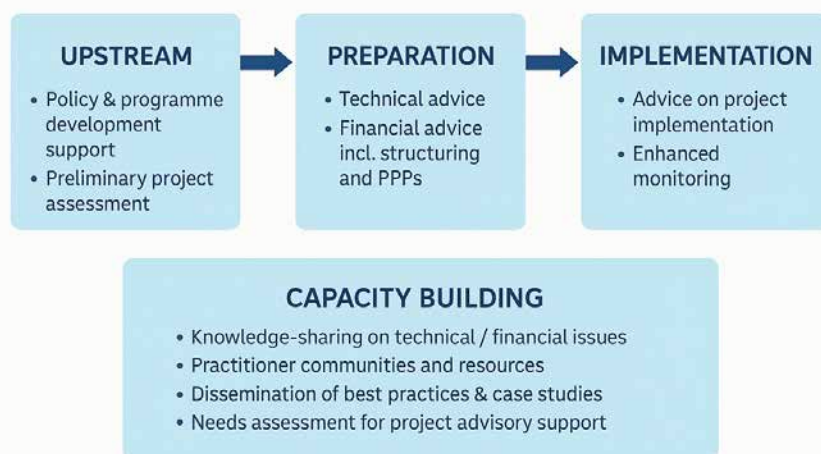 UPSTREAM
• Policy & programme
development
support
• Preliminary project
assessment
PREPARATION
• Technical advice
• Financial advice
incl. structuring
and PPPs
IMPLEMENTATION
• Advice on project
implementation
• Enhanced
monitoring
CAPACITY BUILDING
• Knowledge-sharing on technical / financial issues
• Practitioner communities and resources
• Dissemination of best practices & case studies
• Needs assessment for project advisory support